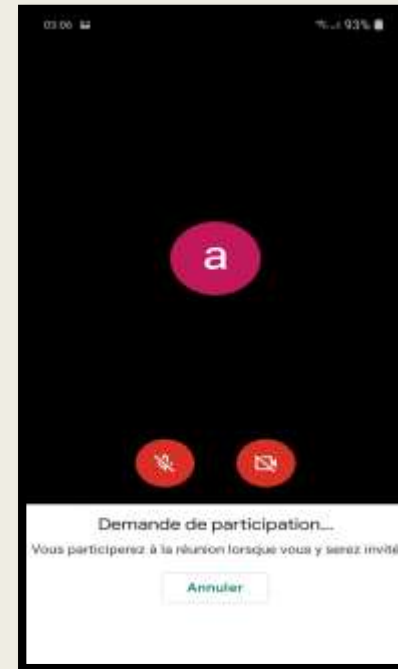 03:06 93%
a
Demande de participation...
Vous participerez à la réunion lorsque vous y serez invité
Annuler